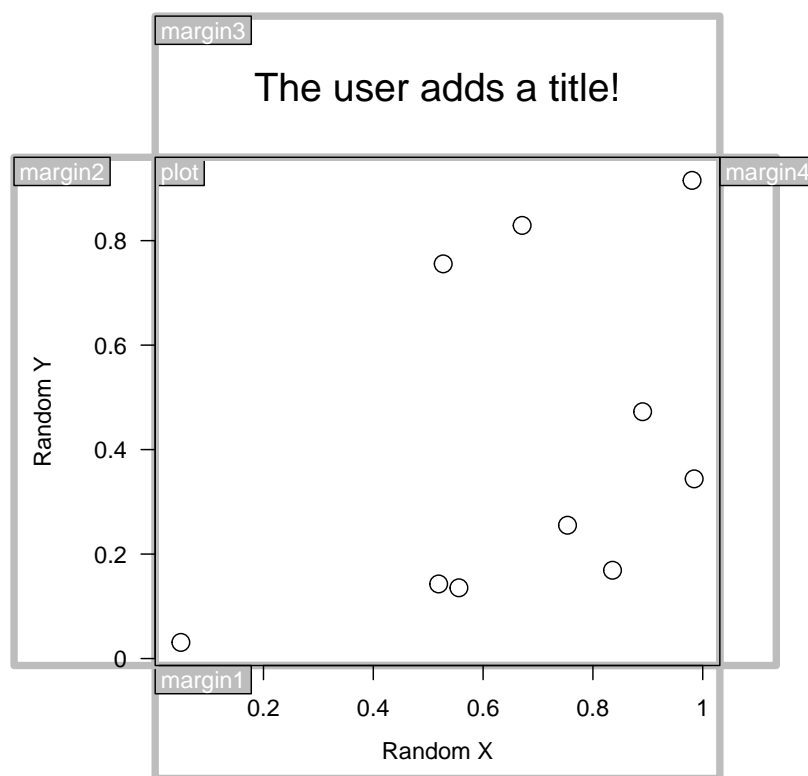 margin3
The user adds a title!
margin2
plot
margin4
0.8
0.6
0.4
0.2
0
Random Y
margin1
0.2 0.4 0.6 0.8 1
Random X